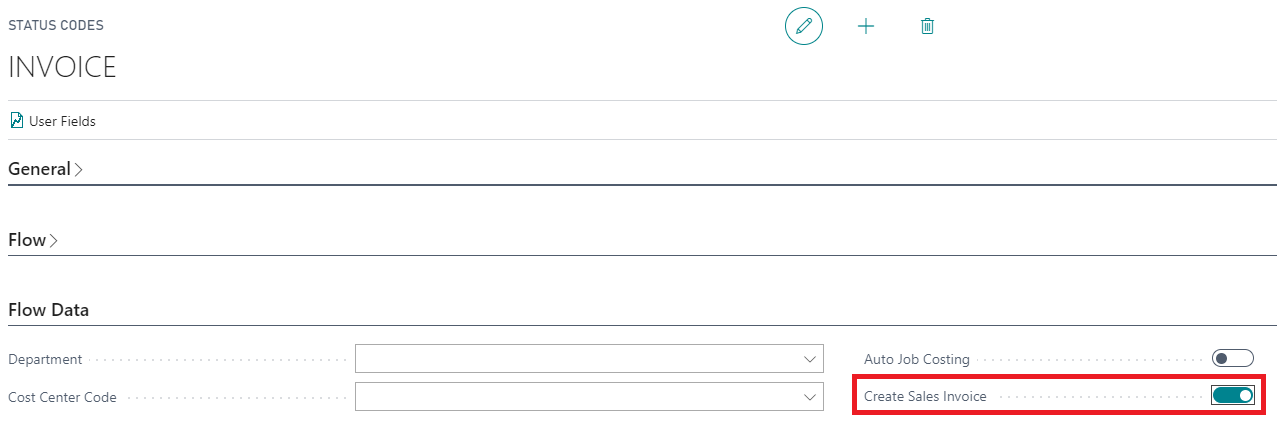 STATUS CODES
INVOICE
User Fields
General
Flow
Flow Data
Department
Auto Job Costing
Cost Center Code
Create Sales Invoice